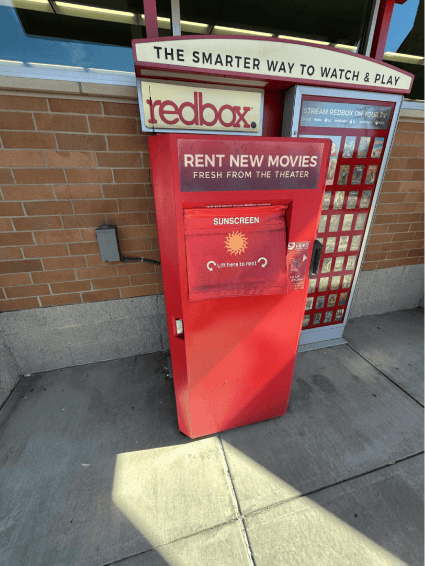 THE SMARTER WAY TO WATCH & PLAY
redbox.
STREAM REDBOX ON YOUR TV
RENT NEW MOVIES
FRESH FROM THE THEATER
SUNSCREEN
Lift here to rent